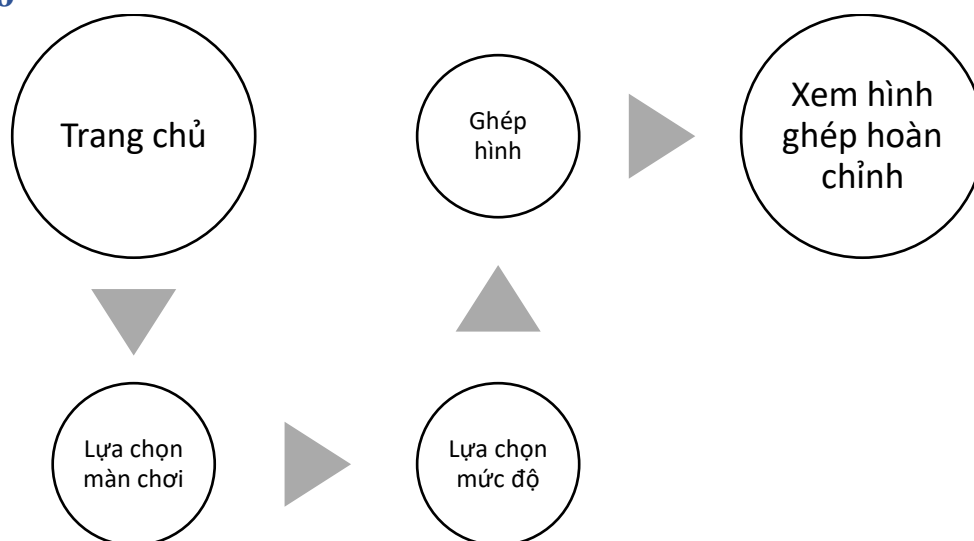 Trang chủ
Lựa chọn
màn chơi
Lựa chọn
mức độ
Ghép
hình
Xem hình
ghép hoàn
chỉnh